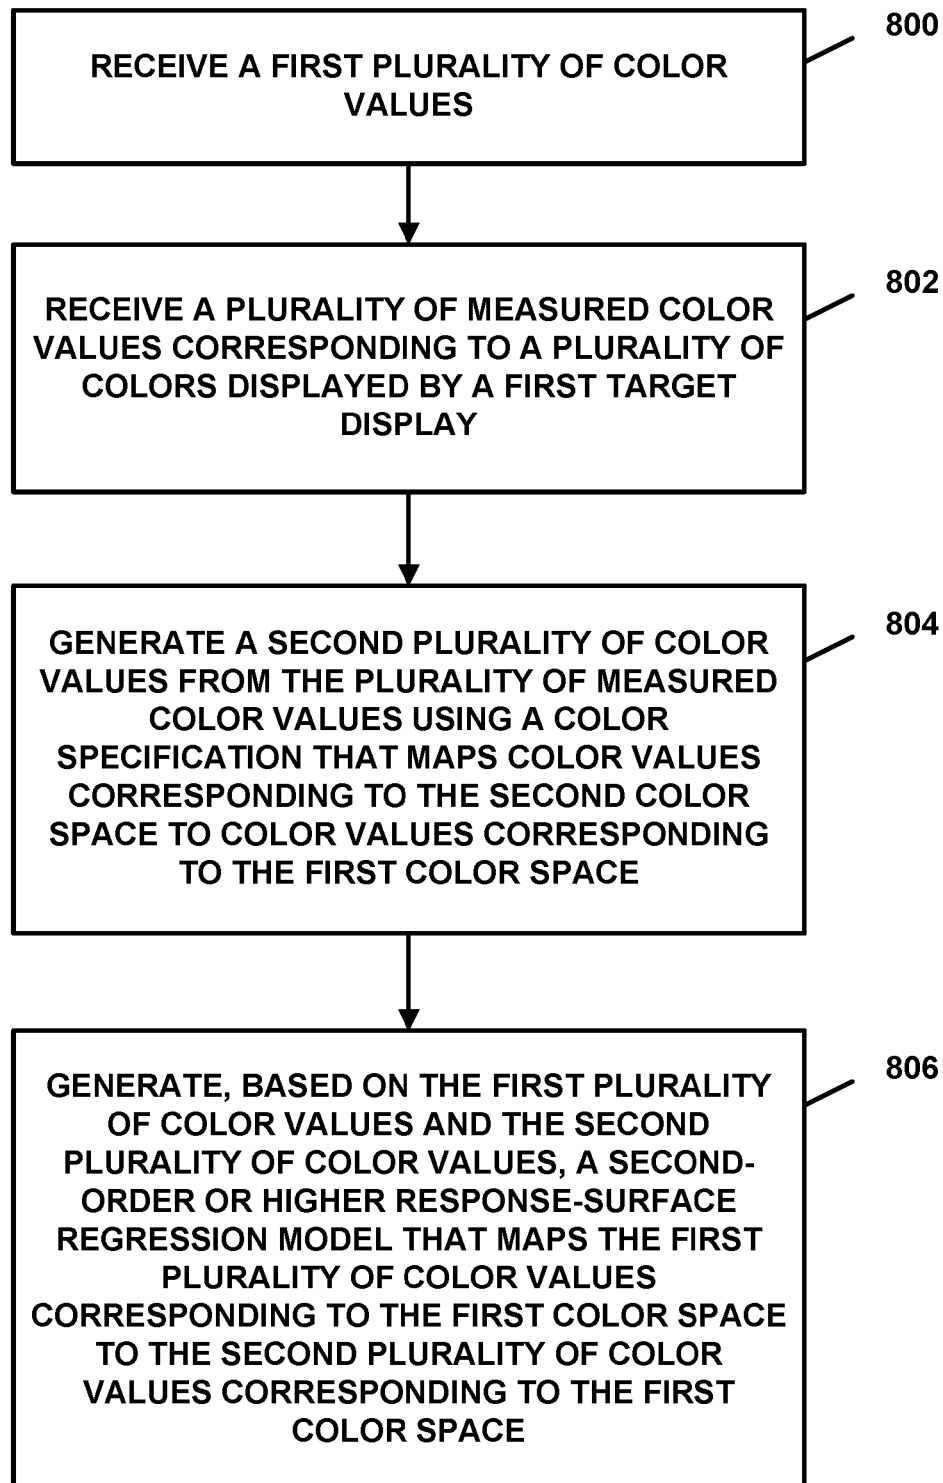 800
RECEIVE A FIRST PLURALITY OF COLOR
VALUES
802
RECEIVE A PLURALITY OF MEASURED COLOR
VALUES CORRESPONDING TO A PLURALITY OF
COLORS DISPLAYED BY A FIRST TARGET
DISPLAY
804
GENERATE A SECOND PLURALITY OF COLOR
VALUES FROM THE PLURALITY OF MEASURED
COLOR VALUES USING A COLOR
SPECIFICATION THAT MAPS COLOR VALUES
CORRESPONDING TO THE SECOND COLOR
SPACE TO COLOR VALUES CORRESPONDING
TO THE FIRST COLOR SPACE
806
GENERATE, BASED ON THE FIRST PLURALITY
OF COLOR VALUES AND THE SECOND
PLURALITY OF COLOR VALUES, A SECOND-
ORDER OR HIGHER RESPONSE-SURFACE
REGRESSION MODEL THAT MAPS THE FIRST
PLURALITY OF COLOR VALUES
CORRESPONDING TO THE FIRST COLOR SPACE
TO THE SECOND PLURALITY OF COLOR
VALUES CORRESPONDING TO THE FIRST
COLOR SPACE